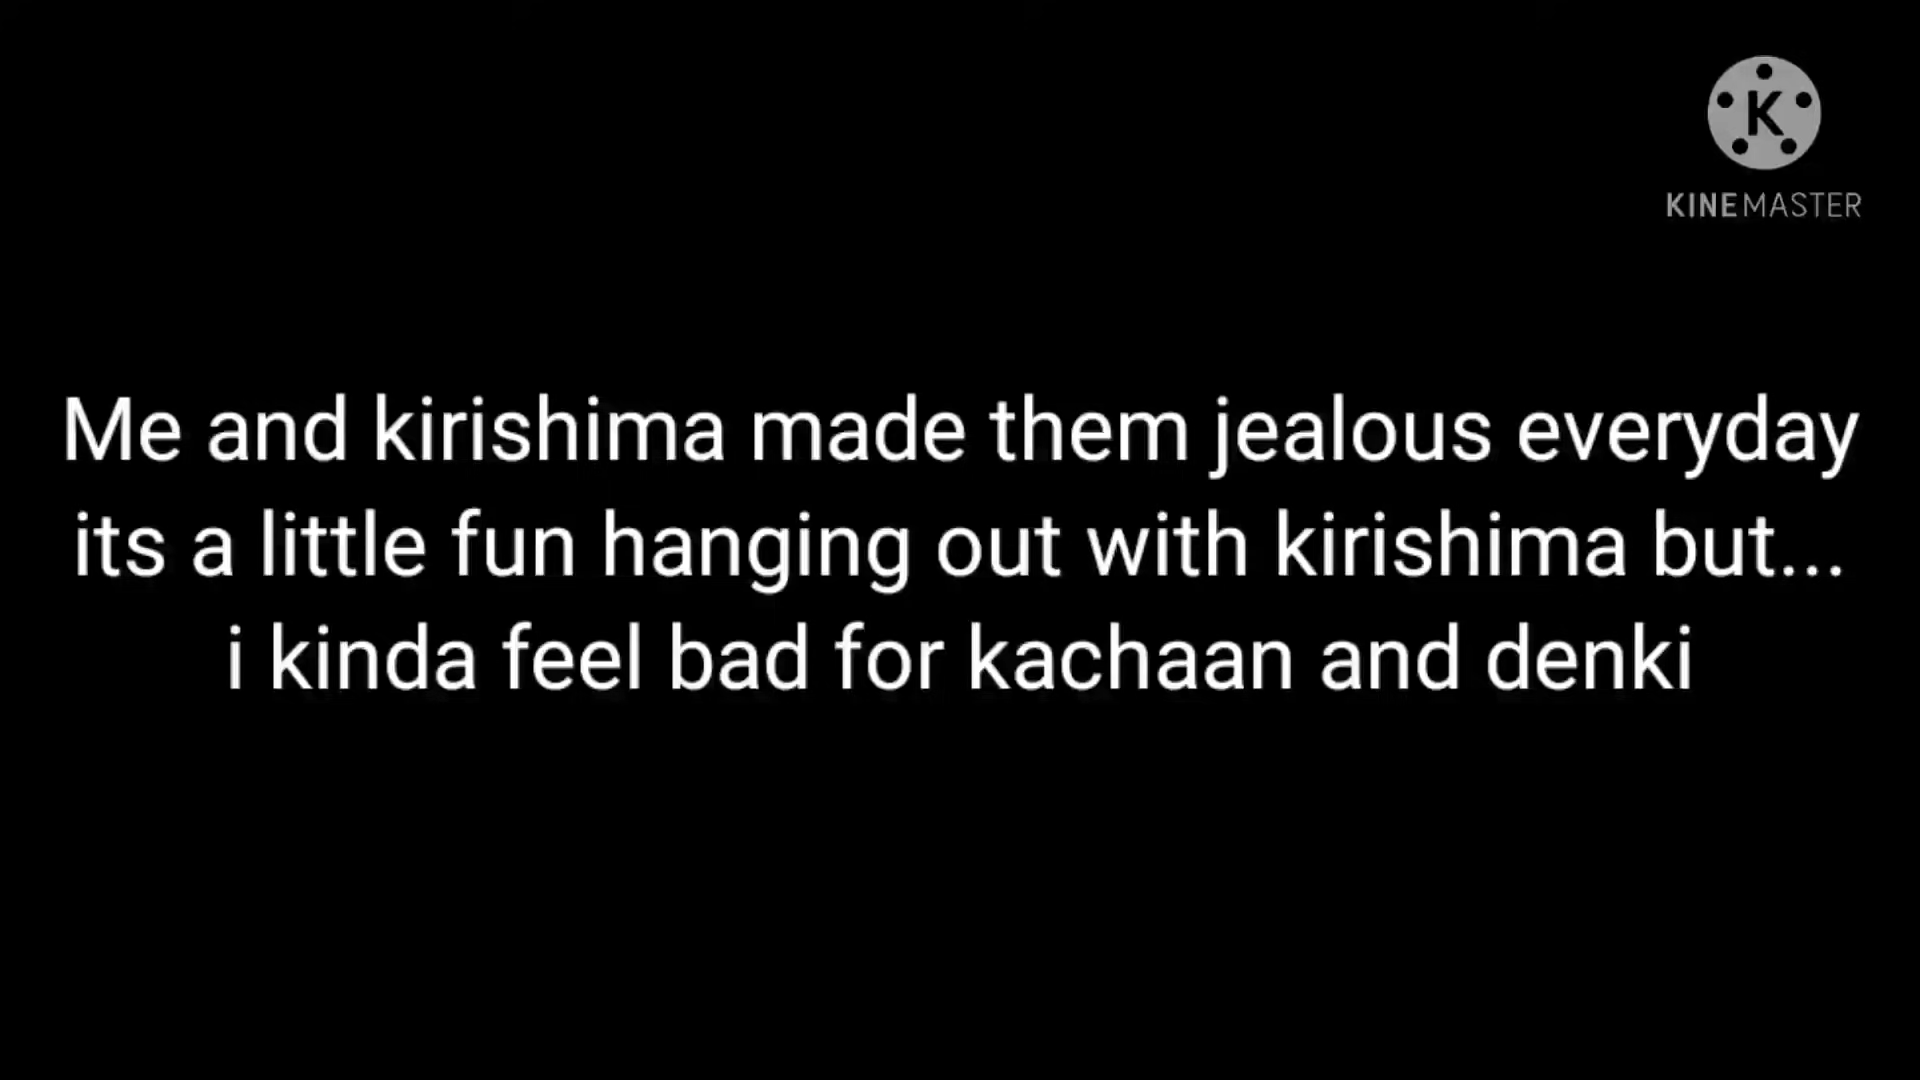 K
KINEMASTER
Me and kirishima made them jealous everyday
its a little fun hanging out with kirishima but...
i kinda feel bad for kachaan and denki